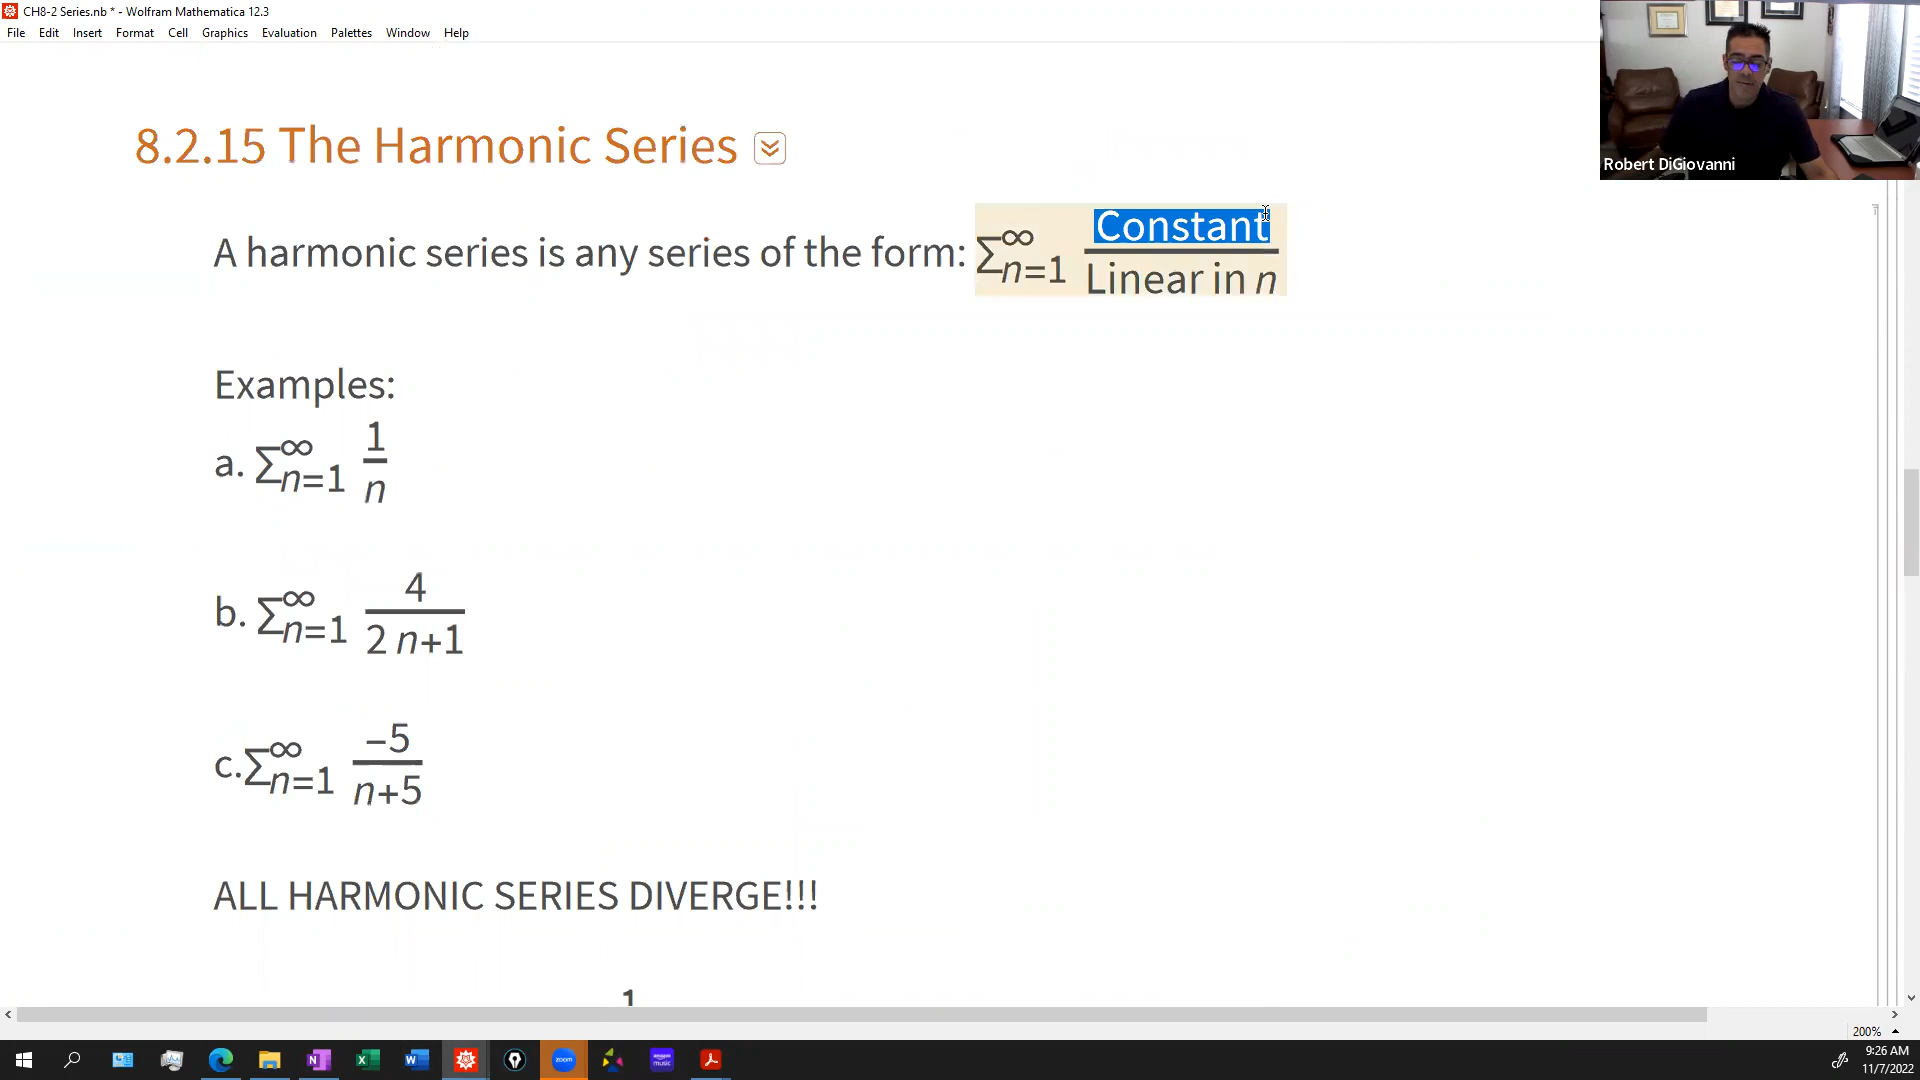 CH8-2 Series.nb * - Wolfram Mathematica 12.3
File Edit Insert Format Cell Graphics Evaluation Palettes Window Help
Robert DiGiovanni
8.2.15 The Harmonic Series
A harmonic series is any series of the form: ∑_{n=1}^{∞} Constant / Linear in n
Examples:
a. ∑_{n=1}^{∞} 1/n
b. ∑_{n=1}^{∞} 4/(2 n+1)
c. ∑_{n=1}^{∞} −5/(n+5)
ALL HARMONIC SERIES DIVERGE!!!
1
200%
zoom
amazon music
9:26 AM
11/7/2022